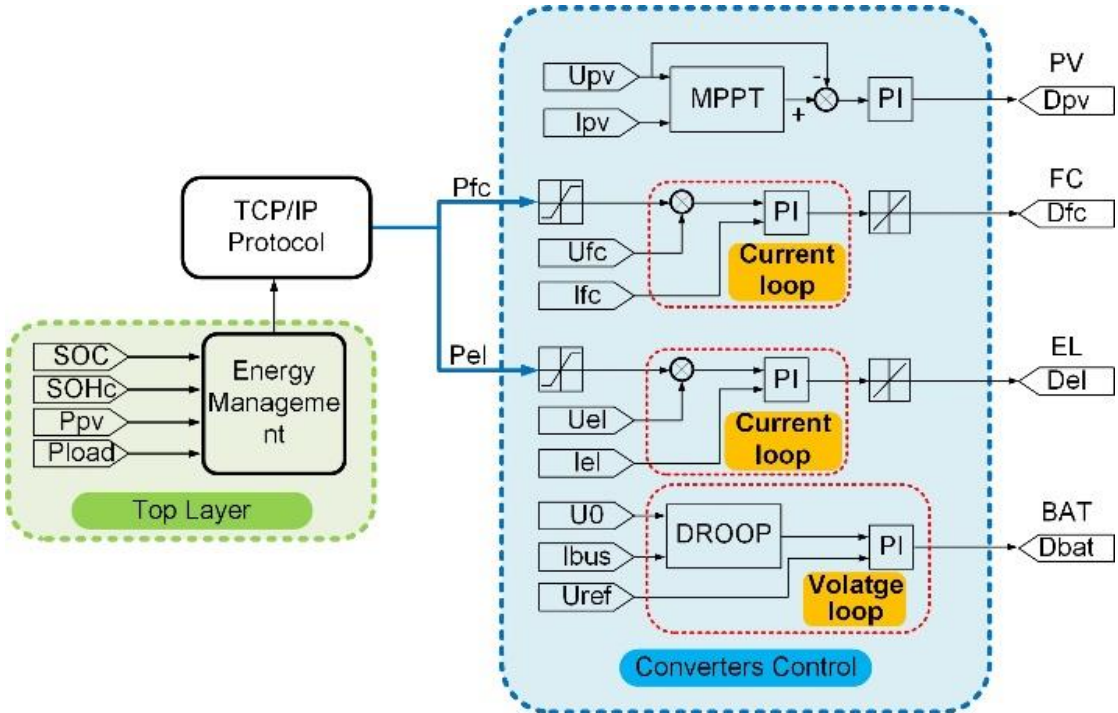 PV
Upv
MPPT
-
+
PI
Dpv
Ipv
Pfc
FC
TCP/IP
Protocol
PI
Dfc
Ufc
Current
loop
Ifc
Pel
EL
SOC
SOHc
Ppv
Pload
Energy
Manageme
nt
PI
Del
Uel
Current
loop
Iel
Top Layer
U0
DROOP
BAT
Ibus
PI
Dbat
Uref
Volatge
loop
Converters Control